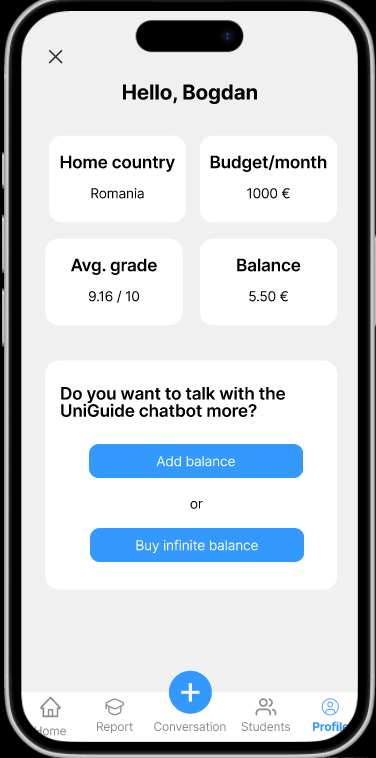 Hello, Bogdan
Home country
Romania
Budget/month
1000 €
Avg. grade
9.16 / 10
Balance
5.50 €
Do you want to talk with the
UniGuide chatbot more?
Add balance
or
Buy infinite balance
Home
Report
Conversation
Students
Profile